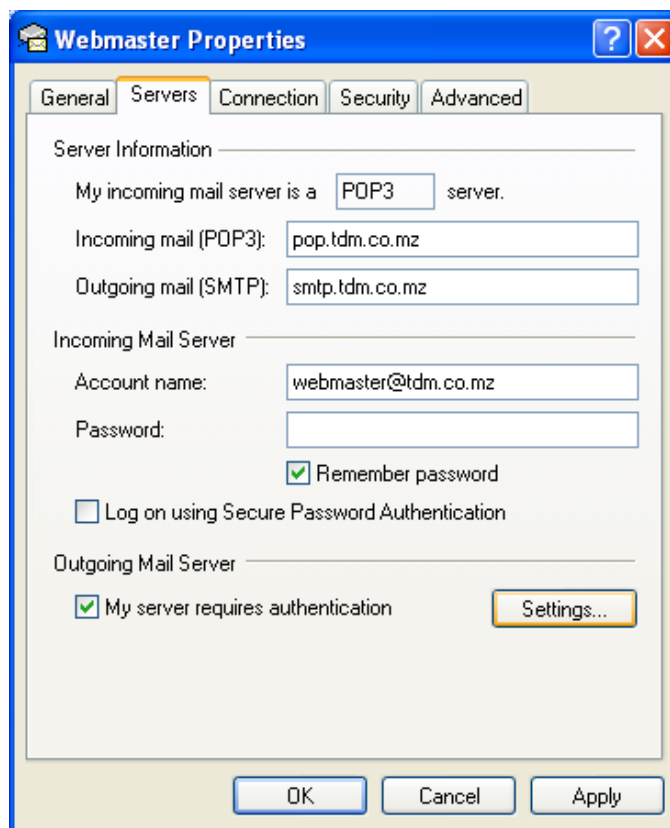 Webmaster Properties
General Servers Connection Security Advanced
Server Information
My incoming mail server is a POP3 server.
Incoming mail (POP3): pop.tdm.co.mz
Outgoing mail (SMTP): smtp.tdm.co.mz
Incoming Mail Server
Account name: webmaster@tdm.co.mz
Password:
Remember password
Log on using Secure Password Authentication
Outgoing Mail Server
My server requires authentication Settings...
OK Cancel Apply